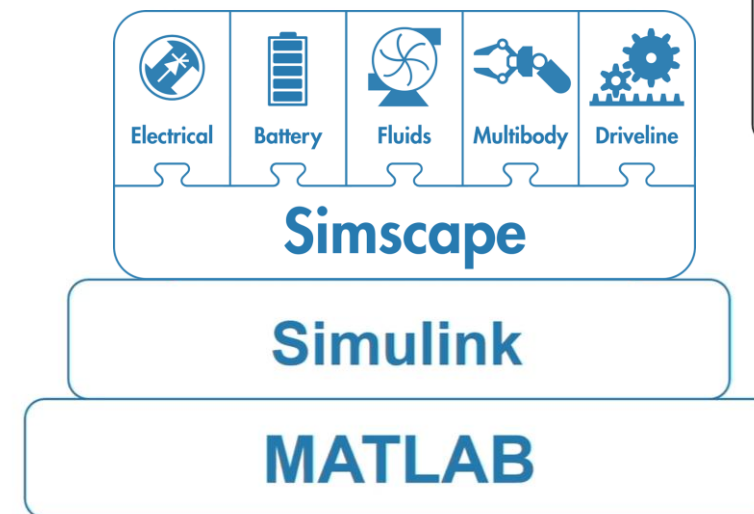 Electrical Battery Fluids Multibody Driveline
Simscape
Simulink
MATLAB